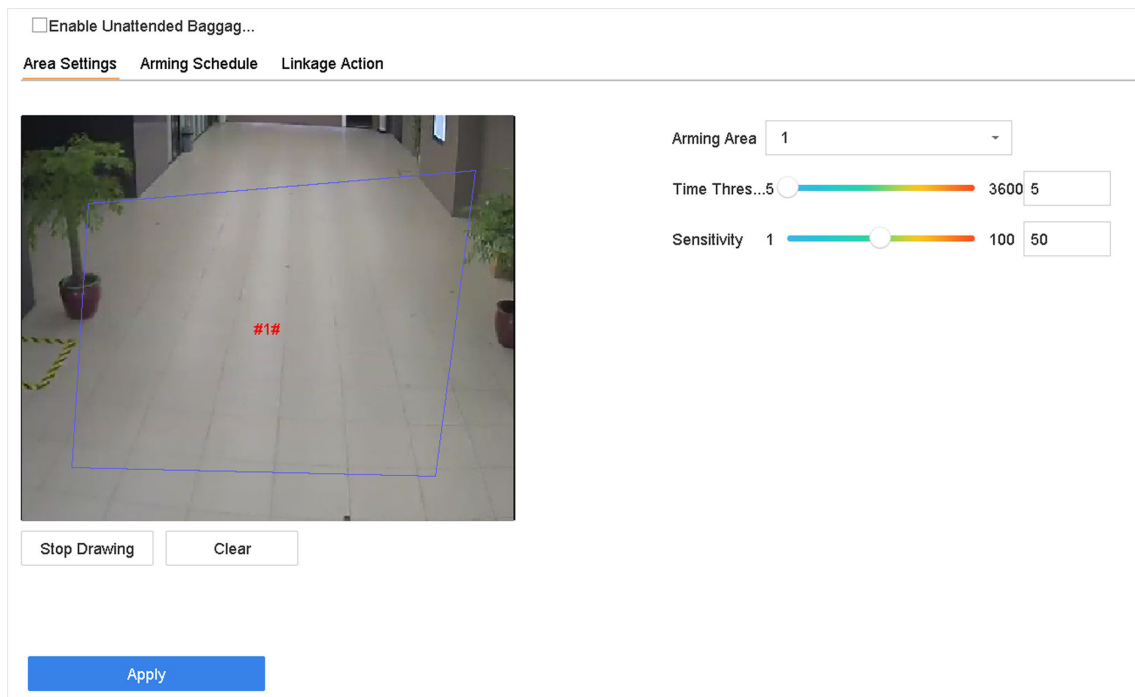 Enable Unattended Baggag...
Area Settings Arming Schedule Linkage Action
Arming Area 1
Time Thres...5 3600 5
Sensitivity 1 100 50
#1#
Stop Drawing Clear
Apply